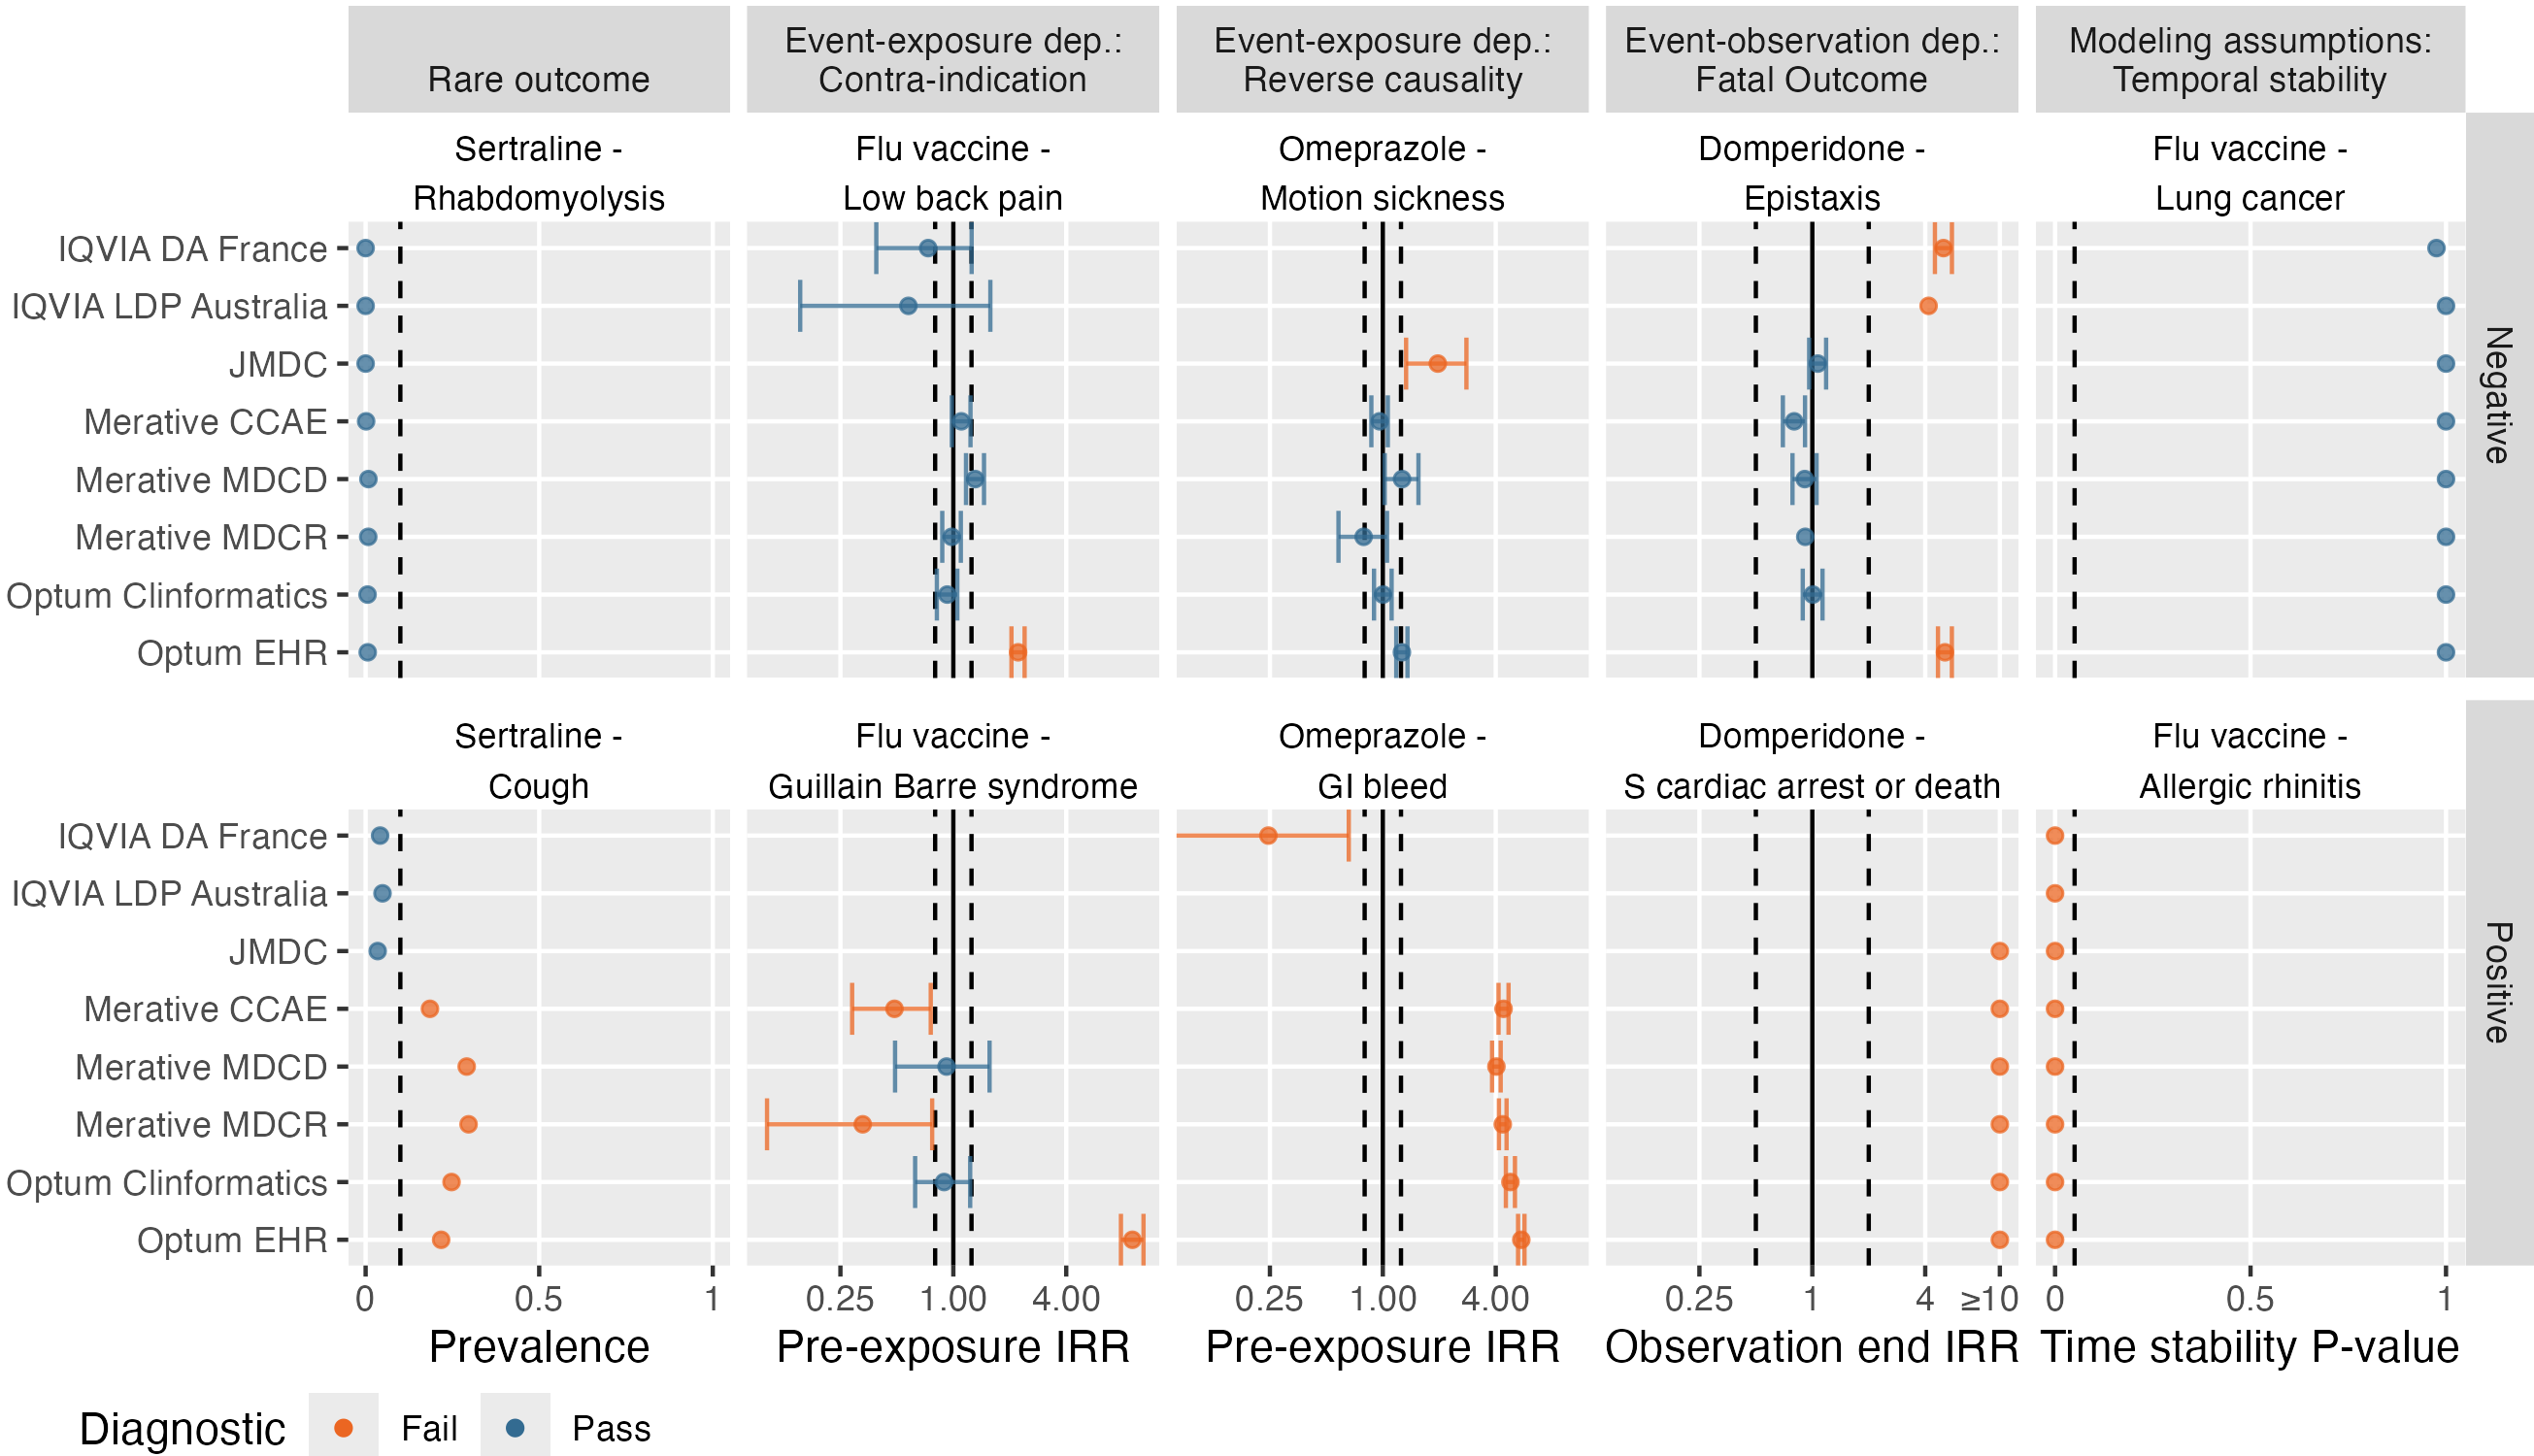 Rare outcome
Event-exposure dep.:
Contra-indication
Event-exposure dep.:
Reverse causality
Event-observation dep.:
Fatal Outcome
Modeling assumptions:
Temporal stability
Sertraline -
Rhabdomyolysis
Flu vaccine -
Low back pain
Omeprazole -
Motion sickness
Domperidone -
Epistaxis
Flu vaccine -
Lung cancer
IQVIA DA France
IQVIA LDP Australia
JMDC
Merative CCAE
Merative MDCD
Merative MDCR
Optum Clinformatics
Optum EHR
Negative
Sertraline -
Cough
Flu vaccine -
Guillain Barre syndrome
Omeprazole -
GI bleed
Domperidone -
S cardiac arrest or death
Flu vaccine -
Allergic rhinitis
IQVIA DA France
IQVIA LDP Australia
JMDC
Merative CCAE
Merative MDCD
Merative MDCR
Optum Clinformatics
Optum EHR
Positive
0 0.5 1
0.25 1.00 4.00
0.25 1.00 4.00
0.25 1 4 ≥10
0 0.5 1
Prevalence
Pre-exposure IRR
Pre-exposure IRR
Observation end IRR
Time stability P-value
Diagnostic Fail Pass